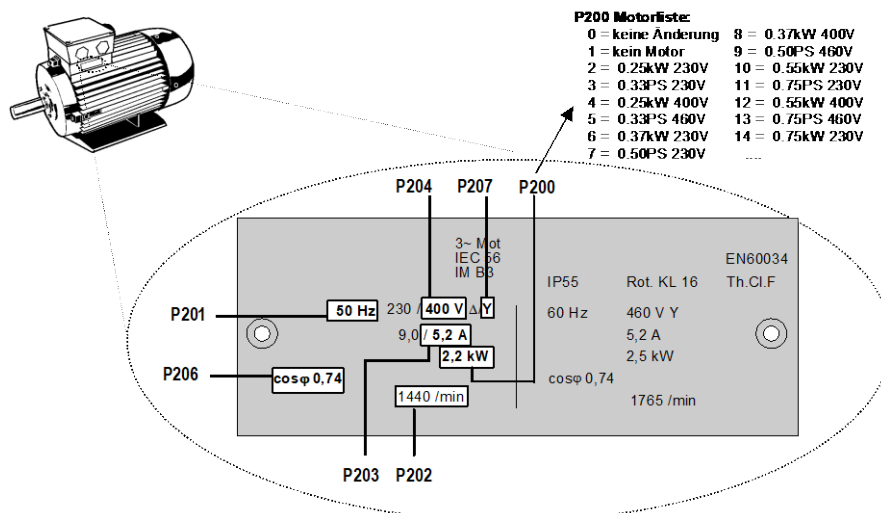 P200 Motorliste:
0 = keine Änderung
1 = kein Motor
2 = 0.25kW 230V
3 = 0.33PS 230V
4 = 0.25kW 400V
5 = 0.33PS 460V
6 = 0.37kW 230V
7 = 0.50PS 230V
8 = 0.37kW 400V
9 = 0.50PS 460V
10 = 0.55kW 230V
11 = 0.75PS 230V
12 = 0.55kW 400V
13 = 0.75PS 460V
14 = 0.75kW 230V
....
P204 P207 P200
3~ Mot
IEC 56
IM B3
EN60034
IP55 Rot. KL 16 Th.Cl.F
P201
50 Hz 230 / 400 V Δ/Y 60 Hz 460 V Y
9,0 / 5,2 A 5,2 A
2,2 kW 2,5 kW
P206
cosφ 0,74 cosφ 0,74
1440 /min 1765 /min
P203 P202